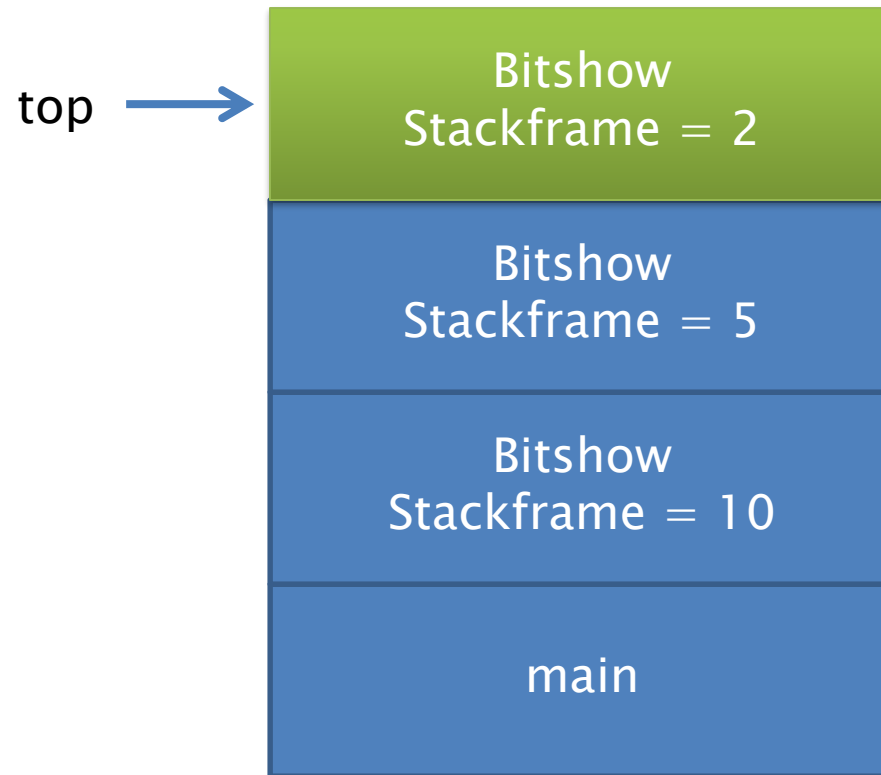 top
Bitshow
Stackframe = 2
Bitshow
Stackframe = 5
Bitshow
Stackframe = 10
main